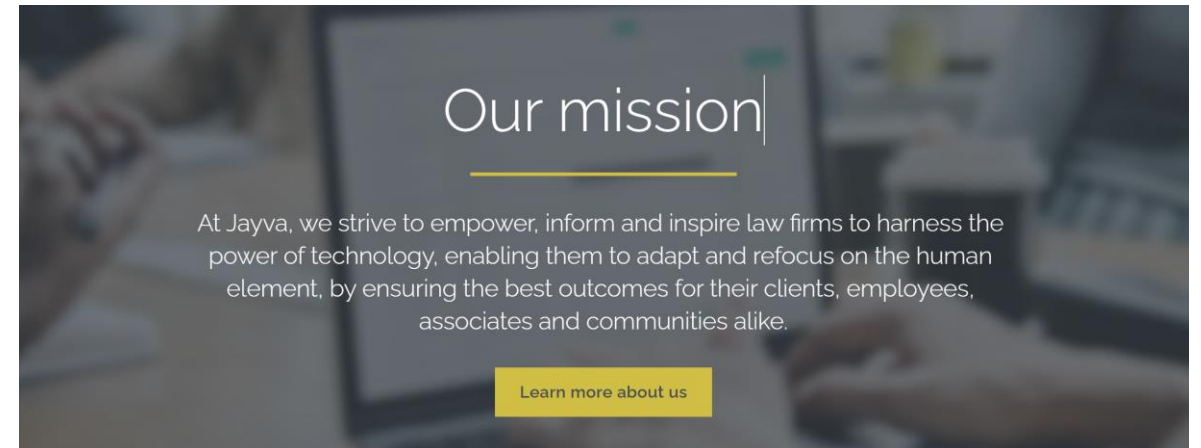 Our mission
At Jayva, we strive to empower, inform and inspire law firms to harness the
power of technology, enabling them to adapt and refocus on the human
element, by ensuring the best outcomes for their clients, employees,
associates and communities alike.
Learn more about us